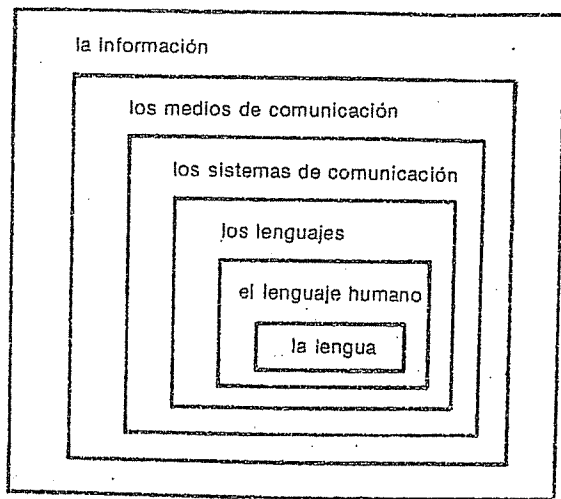 la información
los medios de comunicación
los sistemas de comunicación
los lenguajes
el lenguaje humano
la lengua